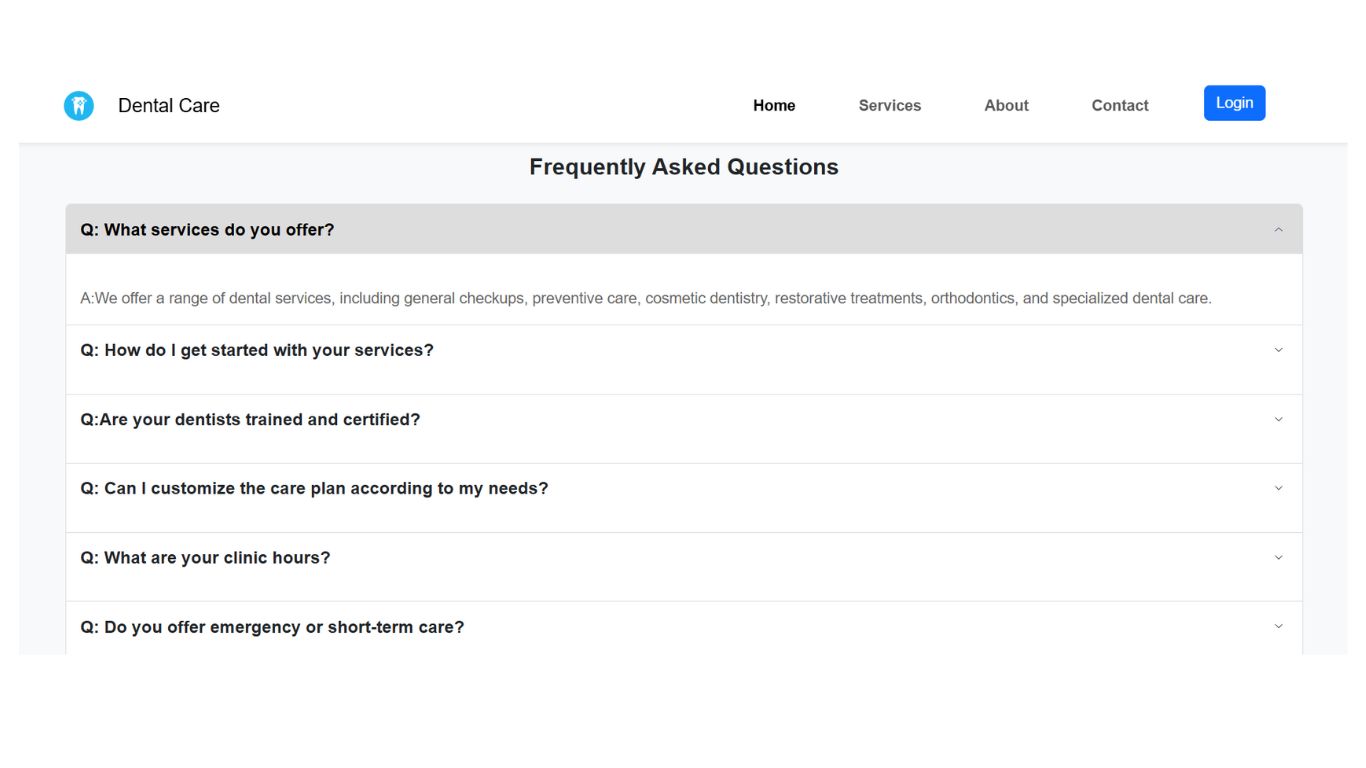 Dental Care
Home
Services
About
Contact
Login
Frequently Asked Questions
Q: What services do you offer?
A:We offer a range of dental services, including general checkups, preventive care, cosmetic dentistry, restorative treatments, orthodontics, and specialized dental care.
Q: How do I get started with your services?
Q:Are your dentists trained and certified?
Q: Can I customize the care plan according to my needs?
Q: What are your clinic hours?
Q: Do you offer emergency or short-term care?